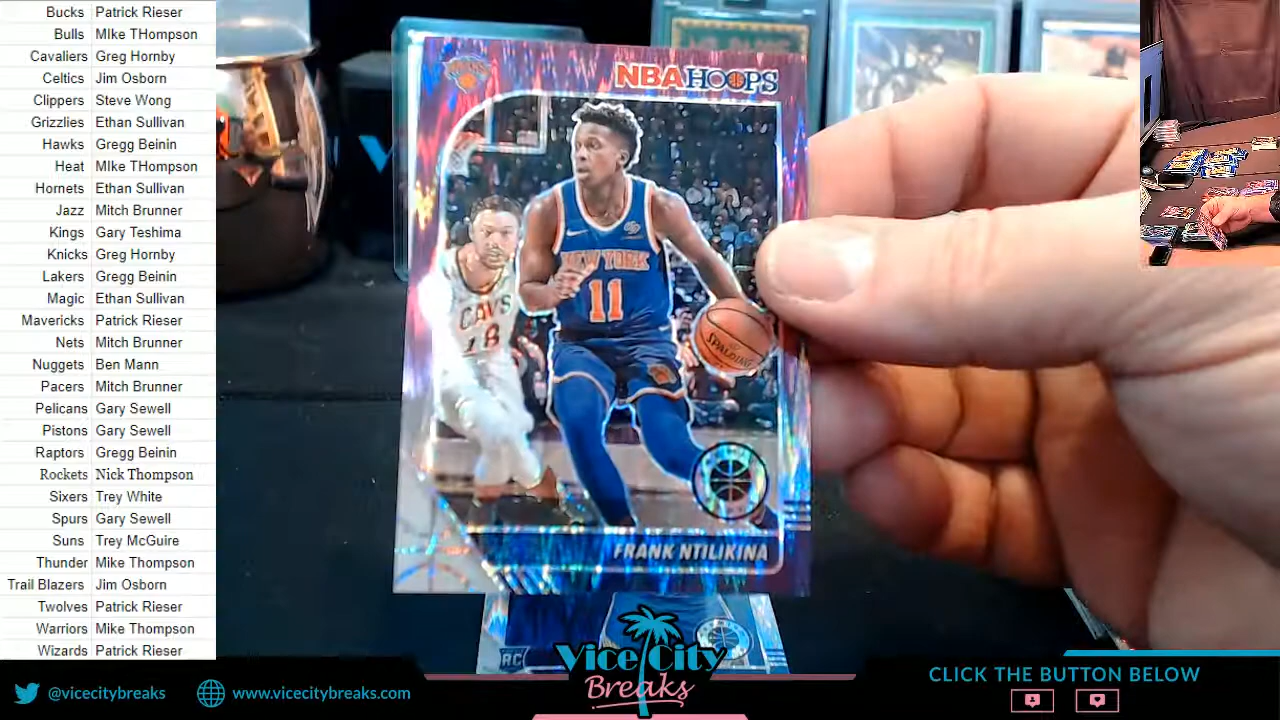 Bucks Patrick Rieser
Bulls MIke THompson
Cavaliers Greg Hornby
Celtics Jim Osborn
Clippers Steve Wong
Grizzlies Ethan Sullivan
Hawks Gregg Beinin
Heat MIke THompson
Hornets Ethan Sullivan
Jazz Mitch Brunner
Kings Gary Teshima
Knicks Greg Hornby
Lakers Gregg Beinin
Magic Ethan Sullivan
Mavericks Patrick Rieser
Nets Mitch Brunner
Nuggets Ben Mann
Pacers Mitch Brunner
Pelicans Gary Sewell
Pistons Gary Sewell
Raptors Gregg Beinin
Rockets Nick Thompson
Sixers Trey White
Spurs Gary Sewell
Suns Trey McGuire
Thunder Mike Thompson
Trail Blazers Jim Osborn
Twolves Patrick Rieser
Warriors Mike Thompson
Wizards Patrick Rieser
NBA HOOPS
NEW YORK
11
CAVS
18
SPALDING
FRANK NTILIKINA
RC
Vice City
Breaks
@vicecitybreaks
www.vicecitybreaks.com
CLICK THE BUTTON BELOW